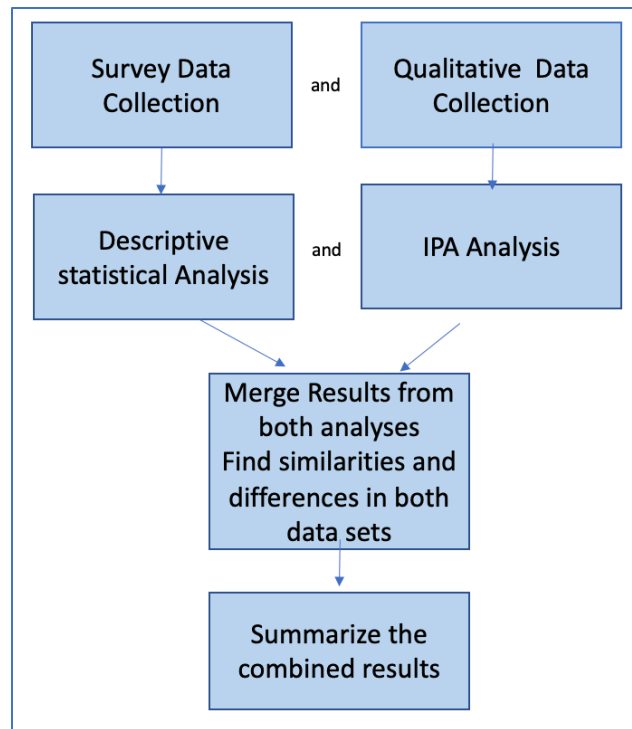 Survey Data
Collection
and
Qualitative Data
Collection
Descriptive
statistical Analysis
and
IPA Analysis
Merge Results from
both analyses
Find similarities and
differences in both
data sets
Summarize the
combined results